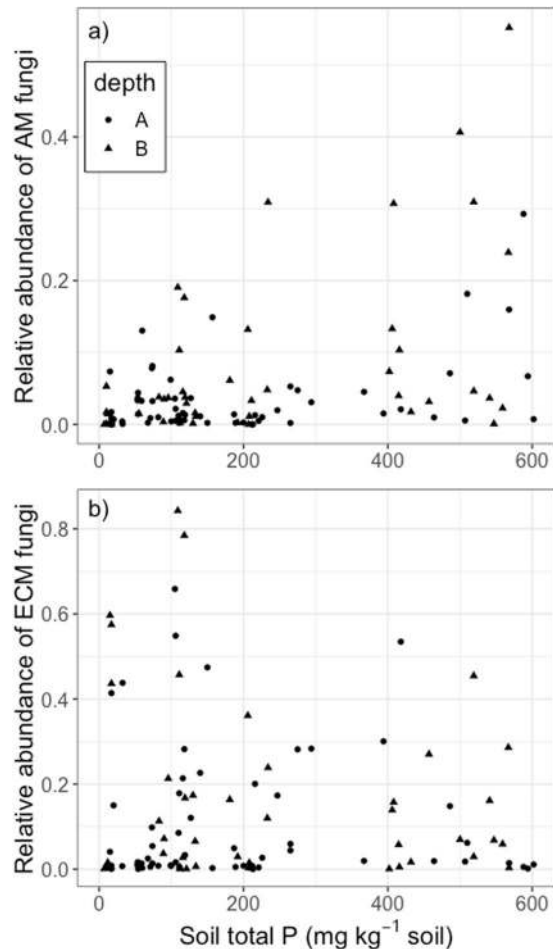 a)
depth
A
B
Relative abundance of AM fungi
0.4
0.2
0.0
0
200
400
600
b)
Relative abundance of ECM fungi
0.8
0.6
0.4
0.2
0.0
0
200
400
600
Soil total P (mg kg⁻¹ soil)